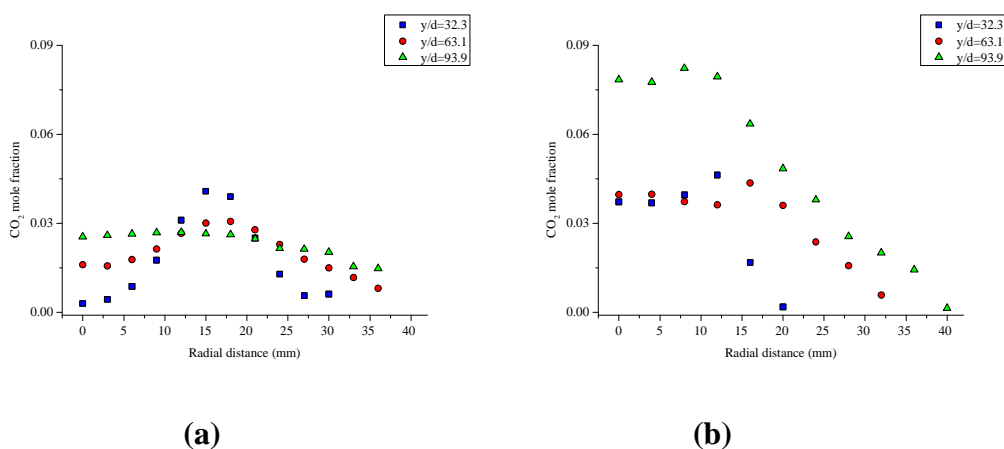 y/d=32.3
y/d=63.1
y/d=93.9
0.09
0.06
0.03
0.00
CO2 mole fraction
0 5 10 15 20 25 30 35 40
Radial distance (mm)
(a)
y/d=32.3
y/d=63.1
y/d=93.9
0.09
0.06
0.03
0.00
CO2 mole fraction
0 5 10 15 20 25 30 35 40
Radial distance (mm)
(b)